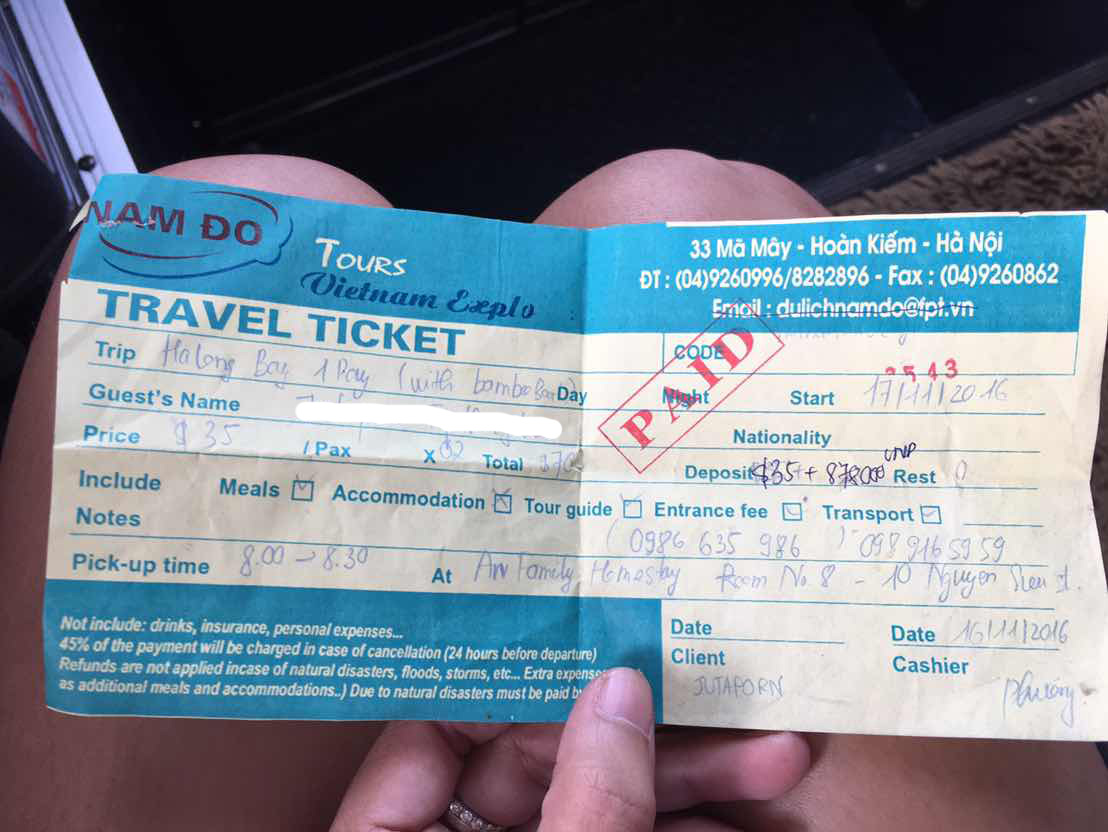 NAM ĐO TOURS
Vietnam Explo
33 Mã Mây - Hoàn Kiếm - Hà Nội
ĐT : (04)9260996/8282896 - Fax : (04)9260862
Email : dulichnamdo@fpt.vn
TRAVEL TICKET
CODE
3543
PAID
Trip Ha Long Bay 1 Day (with bamboo boat) Day Night Start 17/11/2016
Guest's Name Nationality
Price $35 / Pax X 02 Total $70 Deposit $35 + 878000 VNP Rest 0
Include Meals Accommodation Tour guide Entrance fee Transport
Notes (0986 635 986) - 0989165959
Pick-up time 8.00 → 8.30 At An Family Homestay Room No. 8 - 10 Nguyen st.
Not include: drinks, insurance, personal expenses...
45% of the payment will be charged in case of cancellation (24 hours before departure)
Refunds are not applied incase of natural disasters, floods, storms, etc... Extra expens
as additional meals and accommodations..) Due to natural disasters must be paid b
Date Date 16/11/2016
Client Cashier
JUTAPORN Phương